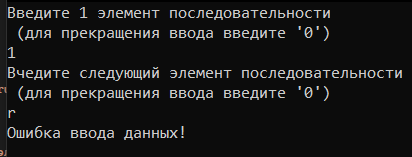 Введите 1 элемент последовательности
(для прекращения ввода введите '0')
1
Вчедите следующий элемент последовательности
(для прекращения ввода введите '0')
r
Ошибка ввода данных!